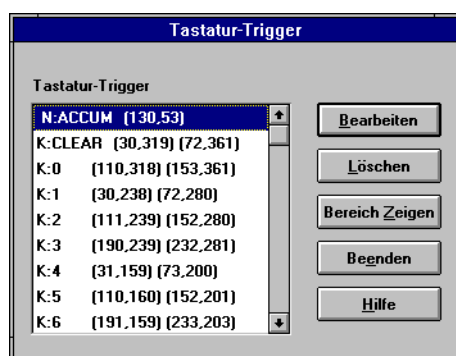 Tastatur-Trigger
Tastatur-Trigger
N:ACCUM (130,53)
K:CLEAR (30,319) (72,361)
K:0 (110,318) (153,361)
K:1 (30,238) (72,280)
K:2 (111,239) (152,280)
K:3 (190,239) (232,281)
K:4 (31,159) (73,200)
K:5 (110,160) (152,201)
K:6 (191,159) (233,203)
Bearbeiten
Löschen
Bereich Zeigen
Beenden
Hilfe